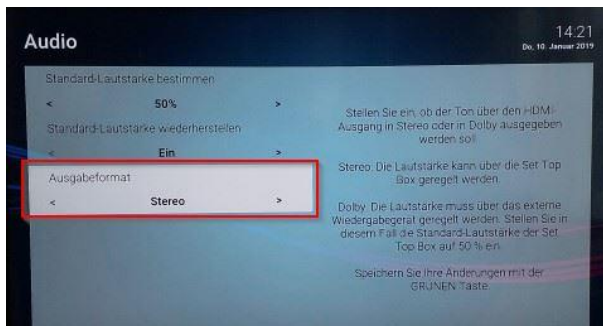 Audio
14:21
Do, 10. Januar 2019
Standard-Lautstärke bestimmen
< 50% >
Standard-Lautstärke wiederherstellen
< Ein >
Ausgabeformat
< Stereo >
Stellen Sie ein, ob der Ton über den HDMI-
Ausgang in Stereo oder in Dolby ausgegeben
werden soll.
Stereo: Die Lautstärke kann über die Set Top
Box geregelt werden.
Dolby: Die Lautstärke muss über das externe
Wiedergabegerät geregelt werden. Stellen Sie in
diesem Fall die Standard-Lautstärke der Set
Top Box auf 50 % ein.
Speichern Sie Ihre Änderungen mit der
GRÜNEN Taste.